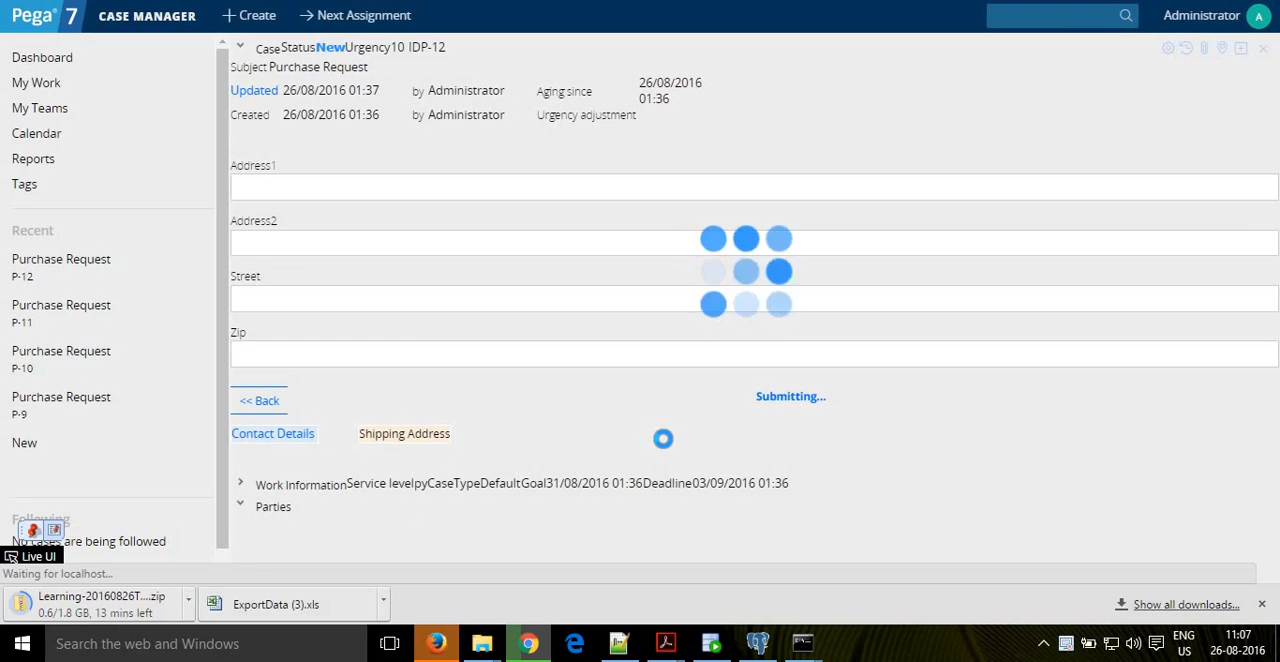 Pega 7 CASE MANAGER + Create → Next Assignment Administrator A
Dashboard
My Work
My Teams
Calendar
Reports
Tags
Recent
Purchase Request
P-12
Purchase Request
P-11
Purchase Request
P-10
Purchase Request
P-9
New
Following
No cases are being followed
Live UI
CaseStatusNewUrgency10 IDP-12
Subject Purchase Request
Updated 26/08/2016 01:37 by Administrator Aging since 26/08/2016 01:36
Created 26/08/2016 01:36 by Administrator Urgency adjustment
Address1
Address2
Street
Zip
<< Back
Submitting...
Contact Details Shipping Address
Work InformationService levelpyCaseTypeDefaultGoal31/08/2016 01:36Deadline03/09/2016 01:36
Parties
Waiting for localhost...
Learning-20160826T....zip
0.6/1.8 GB, 13 mins left
ExportData (3).xls
Show all downloads...
Search the web and Windows
ENG
US
11:07
26-08-2016